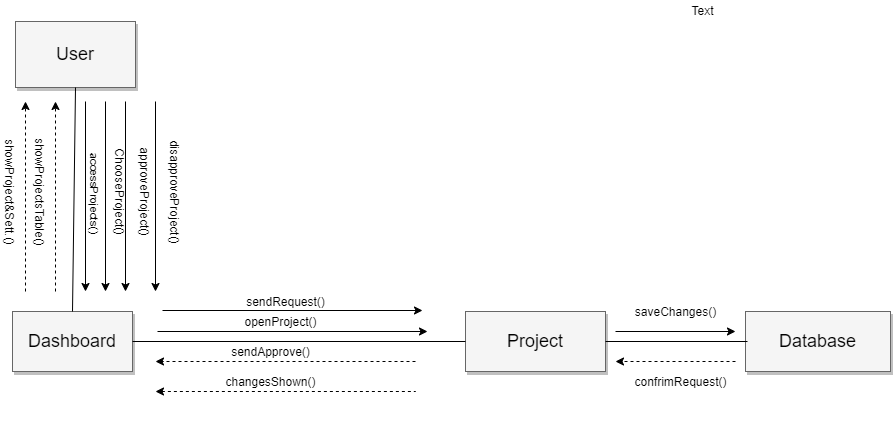 Text
User
showProject&Sett.()
showProjectsTable()
accessProjects()
ChooseProject()
approveProject()
disapproveProject()
sendRequest()
openProject()
saveChanges()
Dashboard
Project
Database
sendApprove()
changesShown()
confrimRequest()